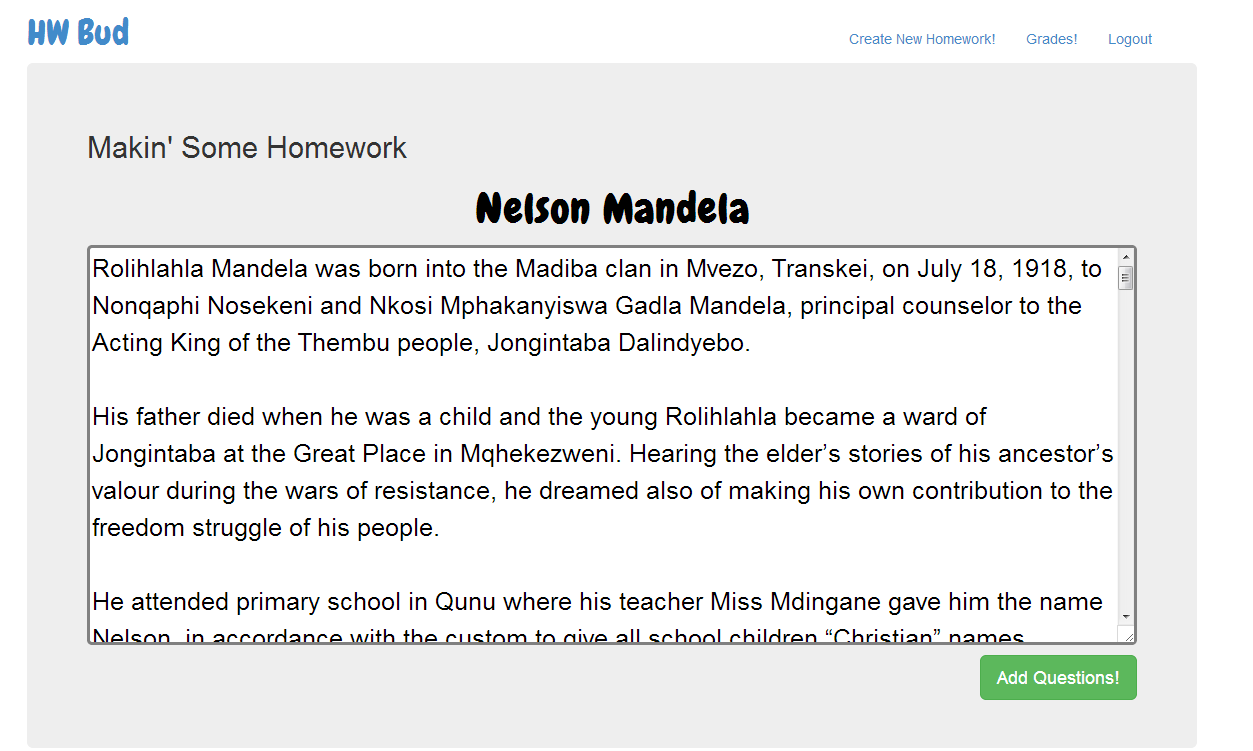 HW Bud
Create New Homework! Grades! Logout
Makin' Some Homework
Nelson Mandela
Rolihlahla Mandela was born into the Madiba clan in Mvezo, Transkei, on July 18, 1918, to
Nonqaphi Nosekeni and Nkosi Mphakanyiswa Gadla Mandela, principal counselor to the
Acting King of the Thembu people, Jongintaba Dalindyebo.
His father died when he was a child and the young Rolihlahla became a ward of
Jongintaba at the Great Place in Mqhekezweni. Hearing the elder’s stories of his ancestor’s
valour during the wars of resistance, he dreamed also of making his own contribution to the
freedom struggle of his people.
He attended primary school in Qunu where his teacher Miss Mdingane gave him the name
Nelson, in accordance with the custom to give all school children “Christian” names.
Add Questions!